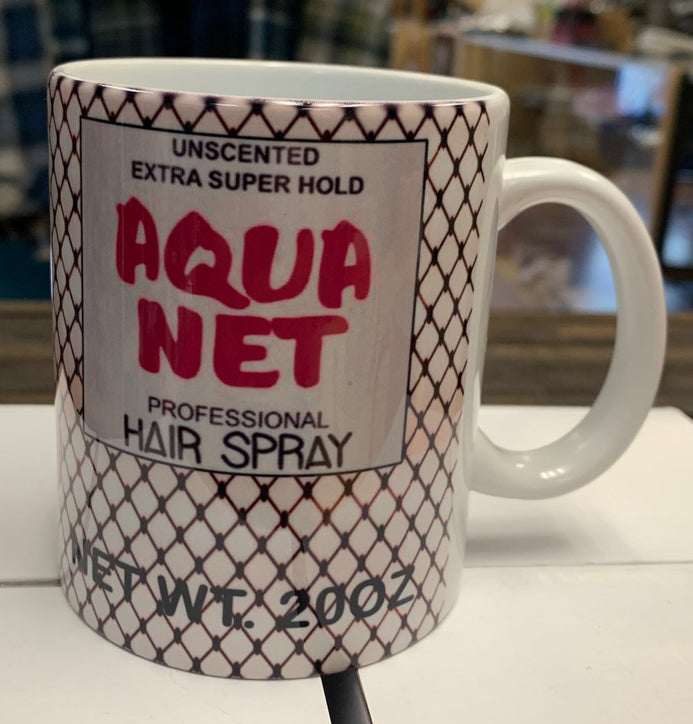 UNSCENTED
EXTRA SUPER HOLD
AQUA
NET
PROFESSIONAL
HAIR SPRAY
NET WT. 20OZ